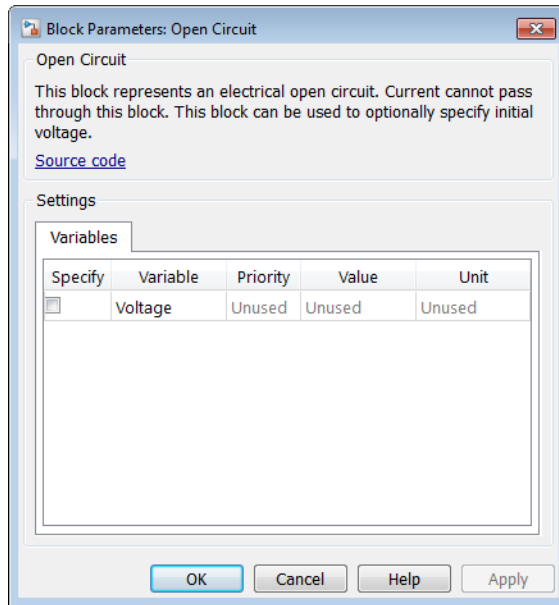 Block Parameters: Open Circuit
Open Circuit
This block represents an electrical open circuit. Current cannot pass
through this block. This block can be used to optionally specify initial
voltage.
Source code
Settings
Variables
Specify Variable Priority Value Unit
Voltage Unused Unused Unused
OK Cancel Help Apply